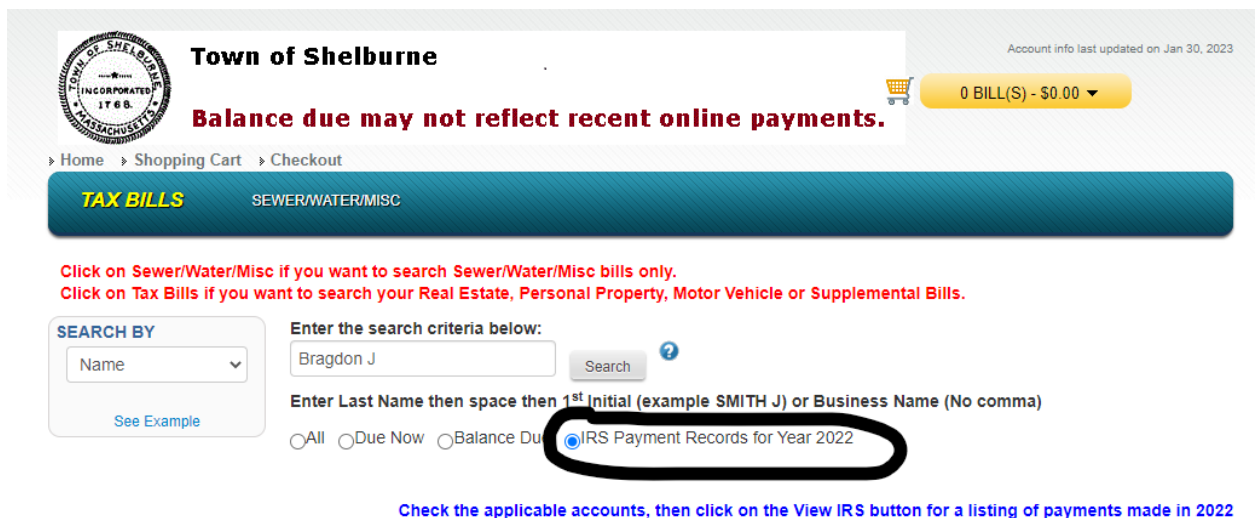 TOWN OF SHELBURNE
INCORPORATED
1768.
MASSACHUSETTS
Town of Shelburne
Account info last updated on Jan 30, 2023
0 BILL(S) - $0.00
Balance due may not reflect recent online payments.
Home Shopping Cart Checkout
TAX BILLS SEWER/WATER/MISC
Click on Sewer/Water/Misc if you want to search Sewer/Water/Misc bills only.
Click on Tax Bills if you want to search your Real Estate, Personal Property, Motor Vehicle or Supplemental Bills.
SEARCH BY
Name
See Example
Enter the search criteria below:
Bragdon J Search ?
Enter Last Name then space then 1st Initial (example SMITH J) or Business Name (No comma)
All Due Now Balance Du IRS Payment Records for Year 2022
Check the applicable accounts, then click on the View IRS button for a listing of payments made in 2022